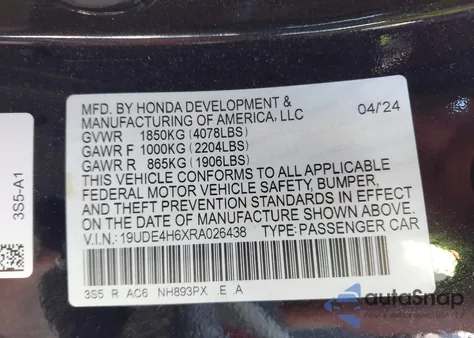 MFD. BY HONDA DEVELOPMENT &
MANUFACTURING OF AMERICA, LLC 04/24
GVWR 1850KG (4078LBS)
GAWR F 1000KG (2204LBS)
GAWR R 865KG (1906LBS)
THIS VEHICLE CONFORMS TO ALL APPLICABLE
FEDERAL MOTOR VEHICLE SAFETY, BUMPER,
AND THEFT PREVENTION STANDARDS IN EFFECT
ON THE DATE OF MANUFACTURE SHOWN ABOVE.
V.I.N.: 19UDE4H6XRA026438 TYPE: PASSENGER CAR
3S5 R AC6 NH893PX .E .A
3S5-A1
autoSnap